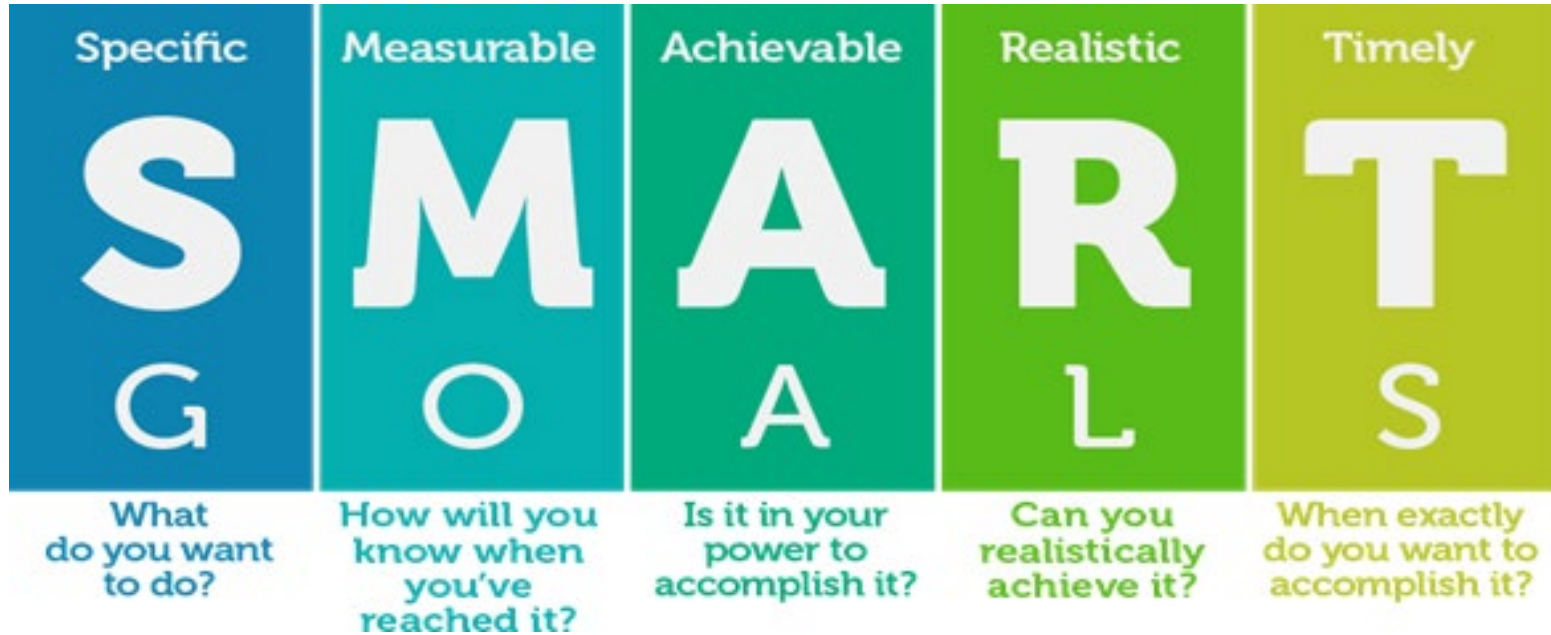 Specific
S
G
What
do you want
to do?
Measurable
M
O
How will you
know when
you've
reached it?
Achievable
A
A
Is it in your
power to
accomplish it?
Realistic
R
L
Can you
realistically
achieve it?
Timely
T
S
When exactly
do you want to
accomplish it?